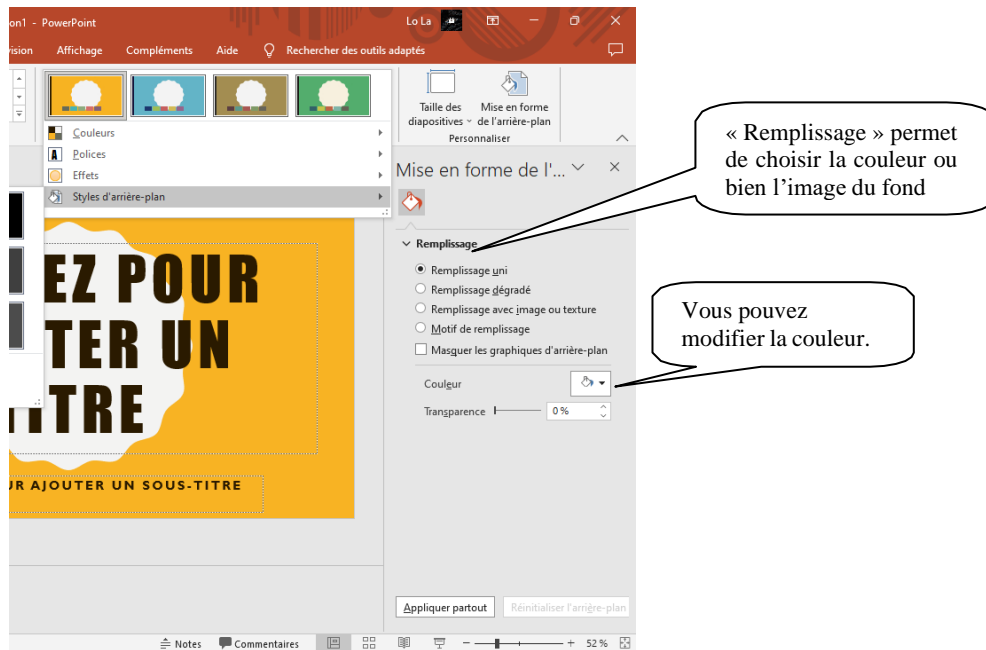 on1 - PowerPoint
Lo La
Affichage Compléments Aide Rechercher des outils adaptés
Taille des diapositives
Mise en forme de l'arrière-plan
Personnaliser
Couleurs
Polices
Effets
Styles d'arrière-plan
Mise en forme de l'...
Remplissage
Remplissage uni
Remplissage dégradé
Remplissage avec image ou texture
Motif de remplissage
Masquer les graphiques d'arrière-plan
Couleur
Transparence 0 %
EZ POUR
TER UN
TITRE
UR AJOUTER UN SOUS-TITRE
Appliquer partout Réinitialiser l'arrière-plan
Notes Commentaires 52 %
« Remplissage » permet
de choisir la couleur ou
bien l'image du fond
Vous pouvez
modifier la couleur.